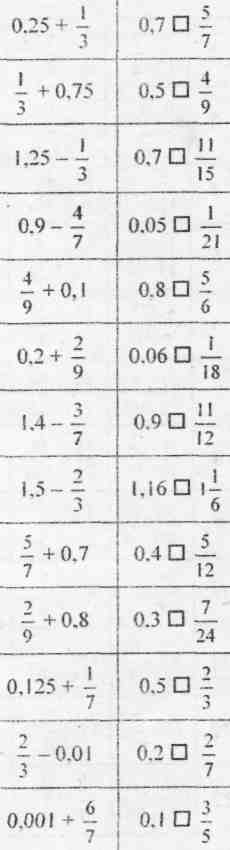 0,25 + 1/3 0,7 □ 5/7
1/3 + 0,75 0,5 □ 4/9
1,25 − 1/3 0,7 □ 11/15
0,9 − 4/7 0,05 □ 1/21
4/9 + 0,1 0,8 □ 5/6
0,2 + 2/9 0,06 □ 1/18
1,4 − 3/7 0,9 □ 11/12
1,5 − 2/3 1,16 □ 1 1/6
5/7 + 0,7 0,4 □ 5/12
2/9 + 0,8 0,3 □ 7/24
0,125 + 1/7 0,5 □ 2/3
2/3 − 0,01 0,2 □ 2/7
0,001 + 6/7 0,1 □ 3/5